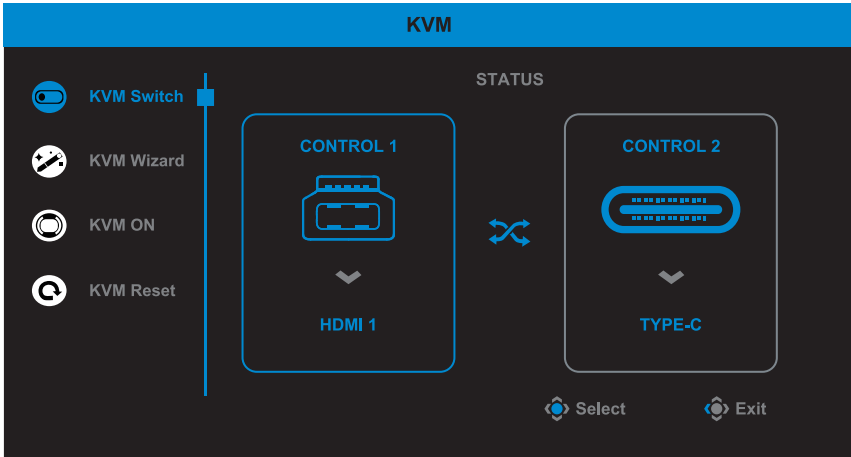 KVM
KVM Switch
KVM Wizard
KVM ON
KVM Reset
STATUS
CONTROL 1
HDMI 1
CONTROL 2
TYPE-C
Select
Exit